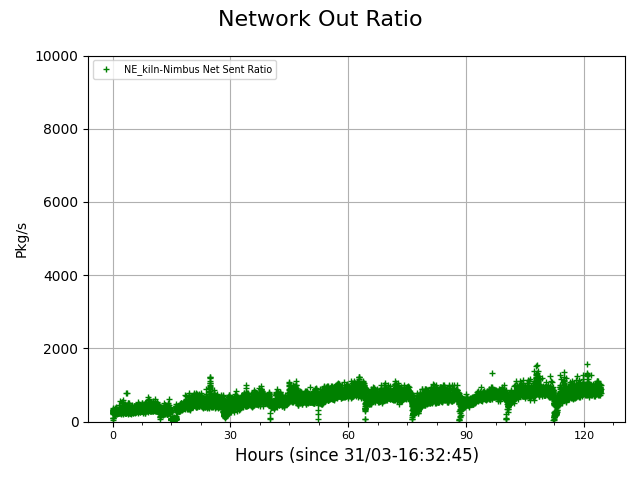 Network Out Ratio
10000
NE_kiln-Nimbus Net Sent Ratio
8000
6000
Pkg/s
4000
2000
0
0 30 60 90 120
Hours (since 31/03-16:32:45)